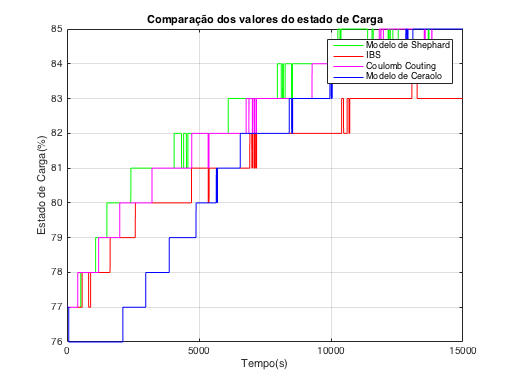 Comparação dos valores do estado de Carga
85
84
83
82
81
80
79
78
77
76
Estado de Carga(%)
Modelo de Shephard
IBS
Coulomb Couting
Modelo de Ceraolo
0
5000
10000
15000
Tempo(s)